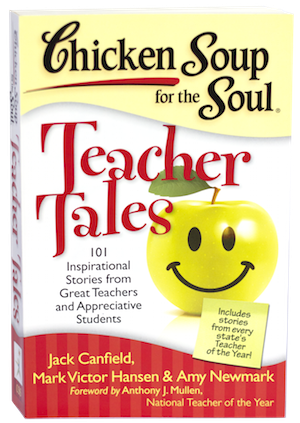 Chicken Soup
for the Soul®
Teacher
Tales
101
Inspirational
Stories from
Great Teachers
and Appreciative
Students
Includes
stories
from every
state's
Teacher
of the Year!
Jack Canfield,
Mark Victor Hansen & Amy Newmark
Foreword by Anthony J. Mullen,
National Teacher of the Year
Chicken Soup
for the Soul
Teacher Tales